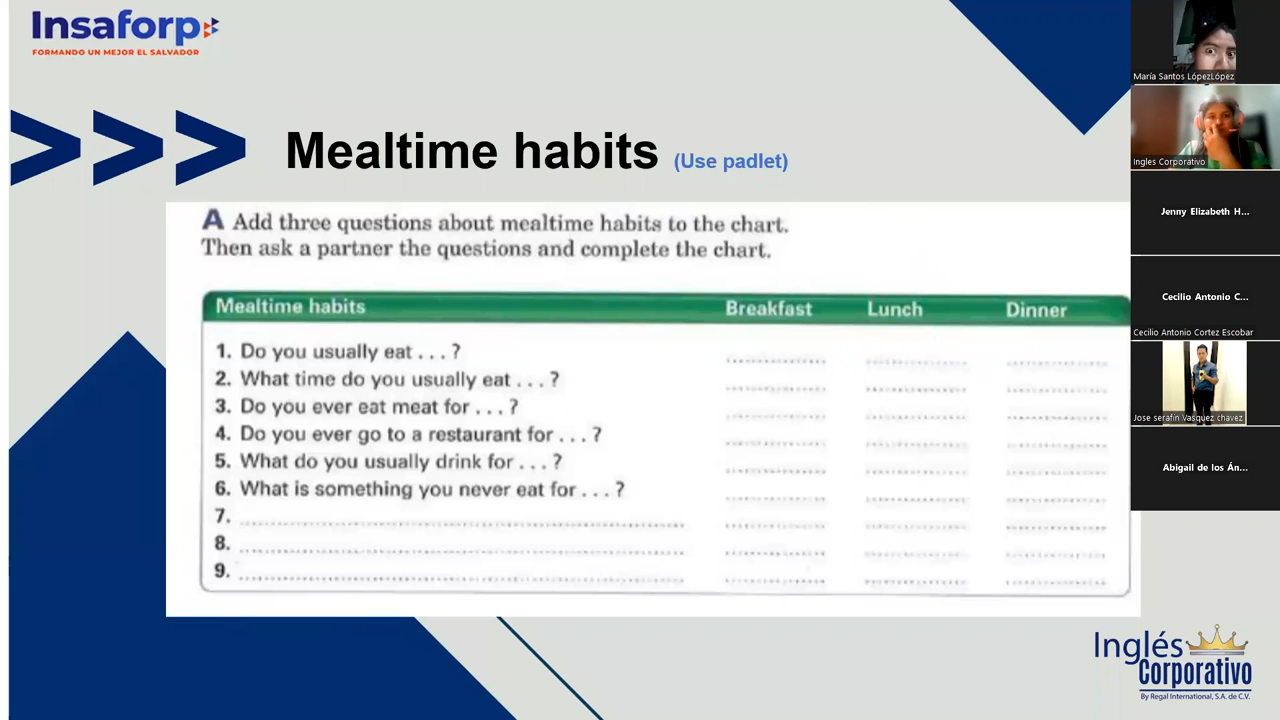 Insaforp
FORMANDO UN MEJOR EL SALVADOR
>>> Mealtime habits (Use padlet)
A Add three questions about mealtime habits to the chart.
Then ask a partner the questions and complete the chart.
Mealtime habits Breakfast Lunch Dinner
1. Do you usually eat . . . ?
2. What time do you usually eat . . . ?
3. Do you ever eat meat for . . . ?
4. Do you ever go to a restaurant for . . . ?
5. What do you usually drink for . . . ?
6. What is something you never eat for . . . ?
7.
8.
9.
María Santos LópezLópez
Ingles Corporativo
Jenny Elizabeth H...
Cecilio Antonio C...
Cecilio Antonio Cortez Escobar
Jose serafin Vasquez chavez
Abigail de los Án...
Inglés
Corporativo
By Regal International, S.A. de C.V.